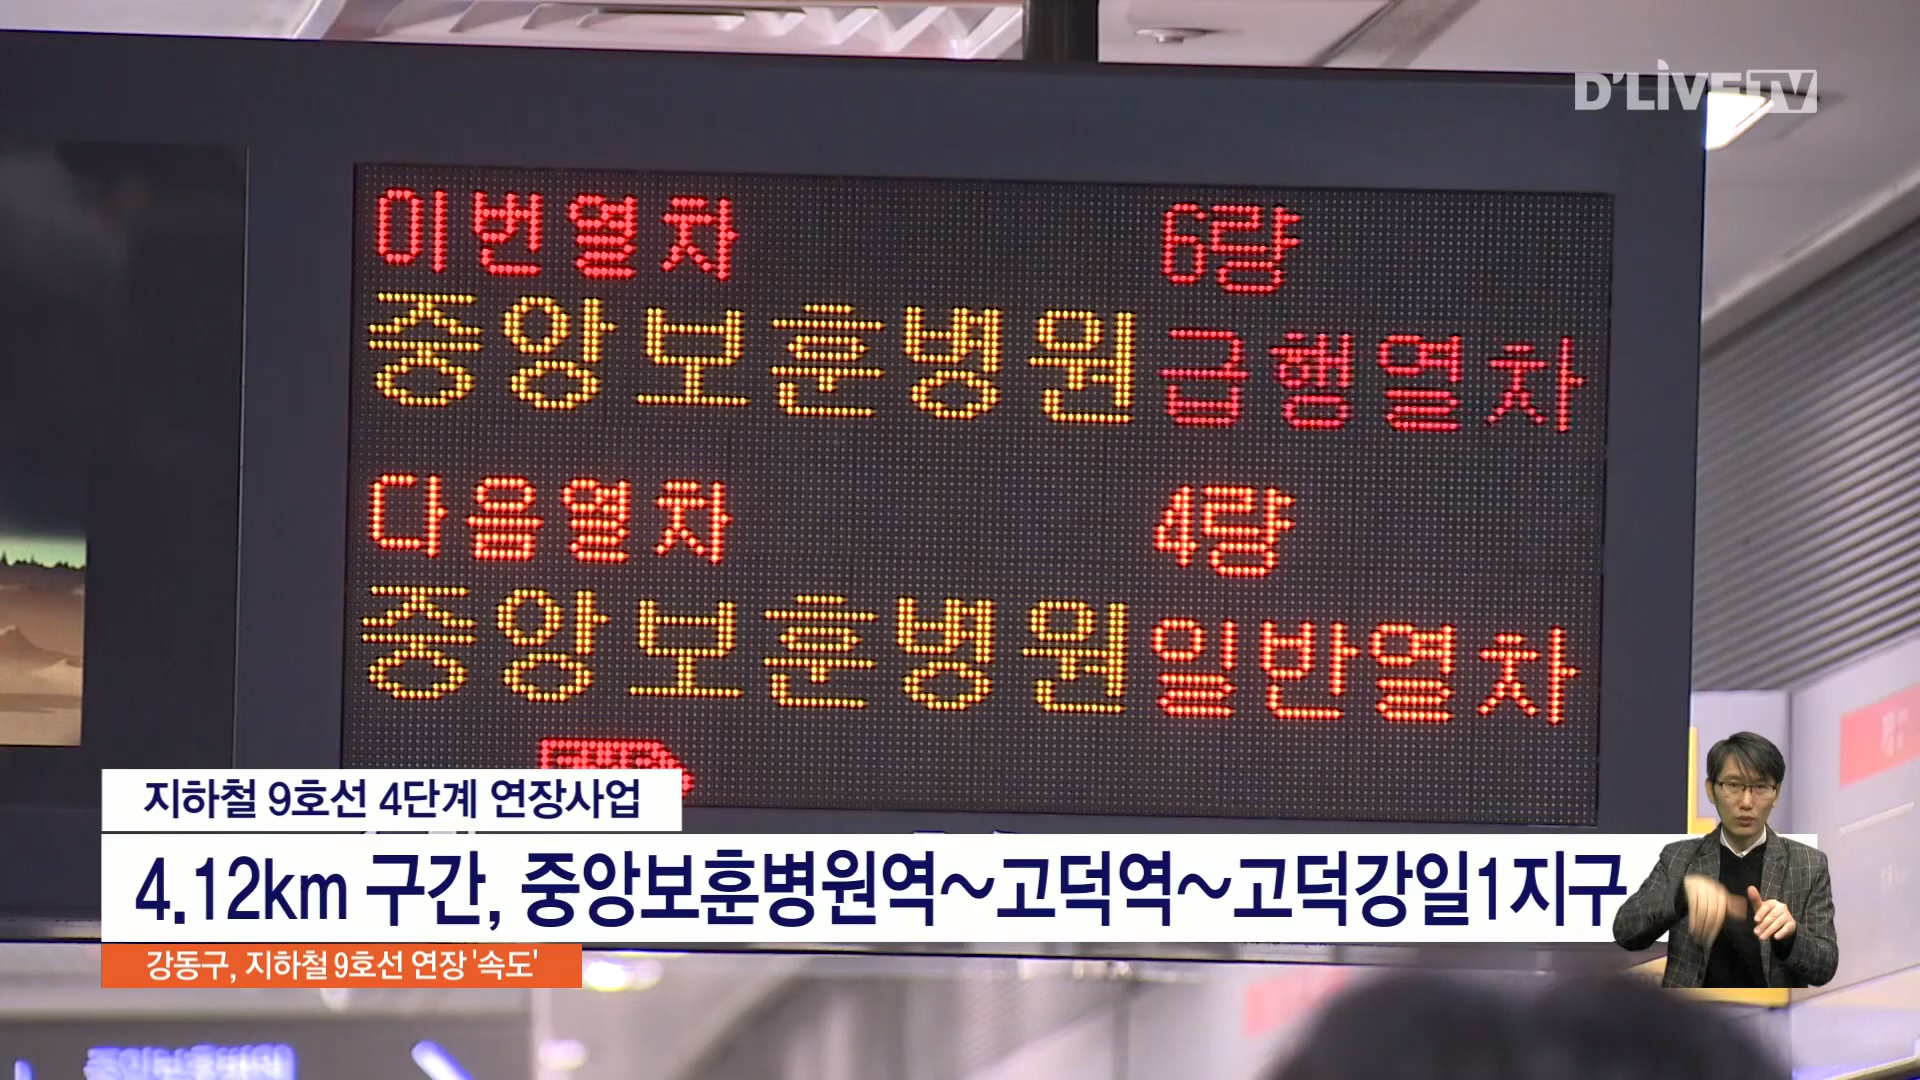 D'LIVE TV
이번열차 6량
중앙보훈병원 급행열차
다음열차 4량
중앙보훈병원 일반열차
지하철 9호선 4단계 연장사업
4.12km 구간, 중앙보훈병원역~고덕역~고덕강일1지구
강동구, 지하철 9호선 연장 '속도'